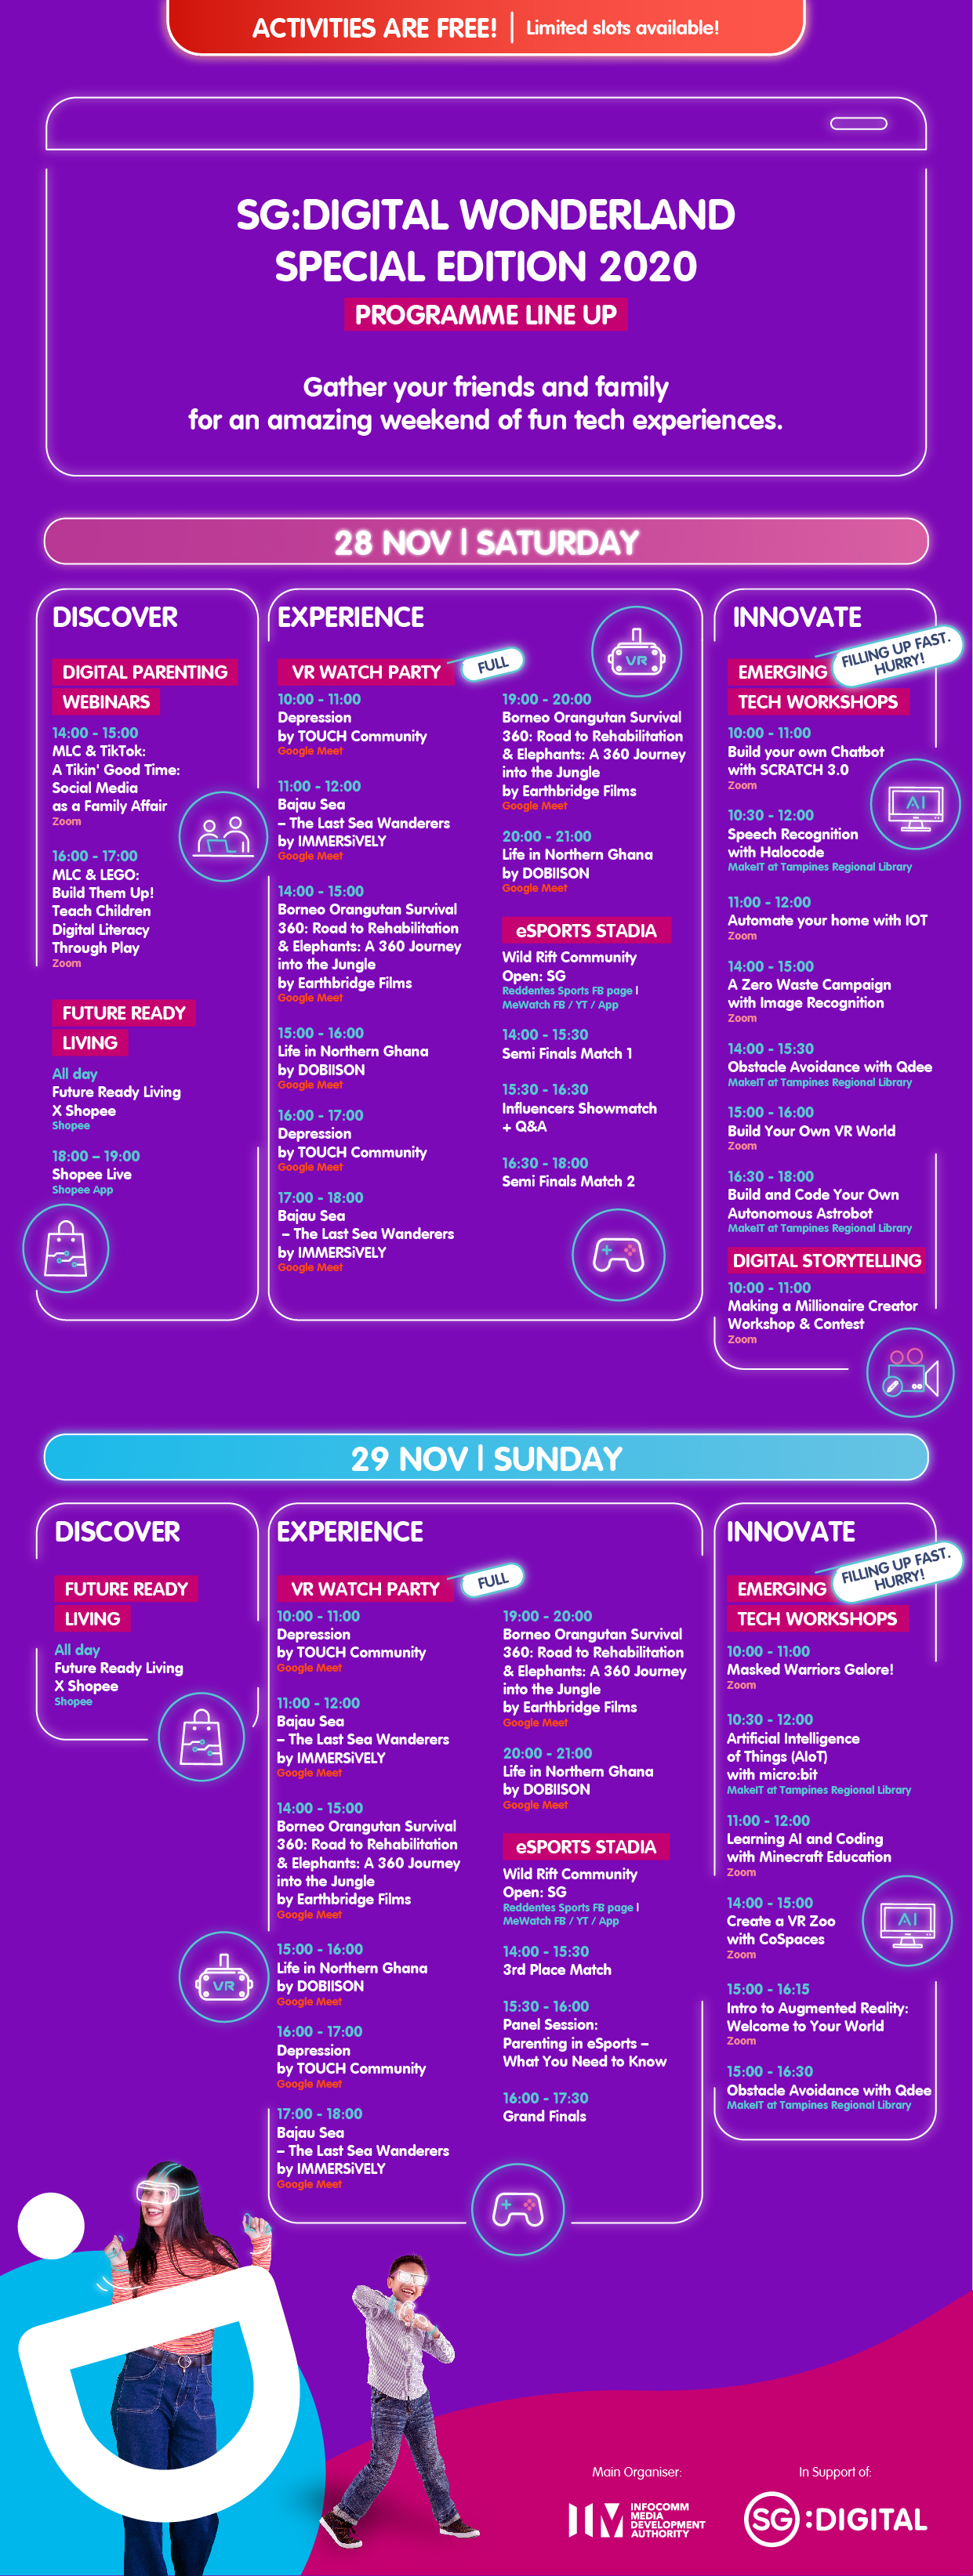 ACTIVITIES ARE FREE! | Limited slots available!
SG:DIGITAL WONDERLAND
SPECIAL EDITION 2020
PROGRAMME LINE UP
Gather your friends and family
for an amazing weekend of fun tech experiences.
28 NOV | SATURDAY
DISCOVER
DIGITAL PARENTING
WEBINARS
14:00 - 15:00
MLC & TikTok:
A Tikin' Good Time:
Social Media
as a Family Affair
Zoom
16:00 - 17:00
MLC & LEGO:
Build Them Up!
Teach Children
Digital Literacy
Through Play
Zoom
FUTURE READY
LIVING
All day
Future Ready Living
X Shopee
Shopee
18:00 – 19:00
Shopee Live
Shopee App
EXPERIENCE
VR WATCH PARTY
FULL
10:00 - 11:00
Depression
by TOUCH Community
Google Meet
11:00 - 12:00
Bajau Sea
– The Last Sea Wanderers
by IMMERSiVELY
Google Meet
14:00 - 15:00
Borneo Orangutan Survival
360: Road to Rehabilitation
& Elephants: A 360 Journey
into the Jungle
by Earthbridge Films
Google Meet
15:00 - 16:00
Life in Northern Ghana
by DOBIISON
Google Meet
16:00 - 17:00
Depression
by TOUCH Community
Google Meet
17:00 - 18:00
Bajau Sea
– The Last Sea Wanderers
by IMMERSiVELY
Google Meet
VR
19:00 - 20:00
Borneo Orangutan Survival
360: Road to Rehabilitation
& Elephants: A 360 Journey
into the Jungle
by Earthbridge Films
Google Meet
20:00 - 21:00
Life in Northern Ghana
by DOBIISON
Google Meet
eSPORTS STADIA
Wild Rift Community
Open: SG
Reddentes Sports FB page |
MeWatch FB / YT / App
14:00 - 15:30
Semi Finals Match 1
15:30 - 16:30
Influencers Showmatch
+ Q&A
16:30 - 18:00
Semi Finals Match 2
INNOVATE
FILLING UP FAST.
HURRY!
EMERGING
TECH WORKSHOPS
10:00 - 11:00
Build your own Chatbot
with SCRATCH 3.0
Zoom
AI
10:30 - 12:00
Speech Recognition
with Halocode
MakeIT at Tampines Regional Library
11:00 - 12:00
Automate your home with IOT
Zoom
14:00 - 15:00
A Zero Waste Campaign
with Image Recognition
Zoom
14:00 - 15:30
Obstacle Avoidance with Qdee
MakeIT at Tampines Regional Library
15:00 - 16:00
Build Your Own VR World
Zoom
16:30 - 18:00
Build and Code Your Own
Autonomous Astrobot
MakeIT at Tampines Regional Library
DIGITAL STORYTELLING
10:00 - 11:00
Making a Millionaire Creator
Workshop & Contest
Zoom
29 NOV | SUNDAY
DISCOVER
FUTURE READY
LIVING
All day
Future Ready Living
X Shopee
Shopee
EXPERIENCE
VR WATCH PARTY
FULL
10:00 - 11:00
Depression
by TOUCH Community
Google Meet
11:00 - 12:00
Bajau Sea
– The Last Sea Wanderers
by IMMERSiVELY
Google Meet
14:00 - 15:00
Borneo Orangutan Survival
360: Road to Rehabilitation
& Elephants: A 360 Journey
into the Jungle
by Earthbridge Films
Google Meet
VR
15:00 - 16:00
Life in Northern Ghana
by DOBIISON
Google Meet
16:00 - 17:00
Depression
by TOUCH Community
Google Meet
17:00 - 18:00
Bajau Sea
– The Last Sea Wanderers
by IMMERSiVELY
Google Meet
19:00 - 20:00
Borneo Orangutan Survival
360: Road to Rehabilitation
& Elephants: A 360 Journey
into the Jungle
by Earthbridge Films
Google Meet
20:00 - 21:00
Life in Northern Ghana
by DOBIISON
Google Meet
eSPORTS STADIA
Wild Rift Community
Open: SG
Reddentes Sports FB page |
MeWatch FB / YT / App
14:00 - 15:30
3rd Place Match
15:30 - 16:00
Panel Session:
Parenting in eSports –
What You Need to Know
16:00 - 17:30
Grand Finals
INNOVATE
FILLING UP FAST.
HURRY!
EMERGING
TECH WORKSHOPS
10:00 - 11:00
Masked Warriors Galore!
Zoom
10:30 - 12:00
Artificial Intelligence
of Things (AIoT)
with micro:bit
MakeIT at Tampines Regional Library
11:00 - 12:00
Learning AI and Coding
with Minecraft Education
Zoom
14:00 - 15:00
Create a VR Zoo
with CoSpaces
Zoom
AI
15:00 - 16:15
Intro to Augmented Reality:
Welcome to Your World
Zoom
15:00 - 16:30
Obstacle Avoidance with Qdee
MakeIT at Tampines Regional Library
Main Organiser:
INFOCOMM
MEDIA
DEVELOPMENT
AUTHORITY
In Support of:
SG:DIGITAL